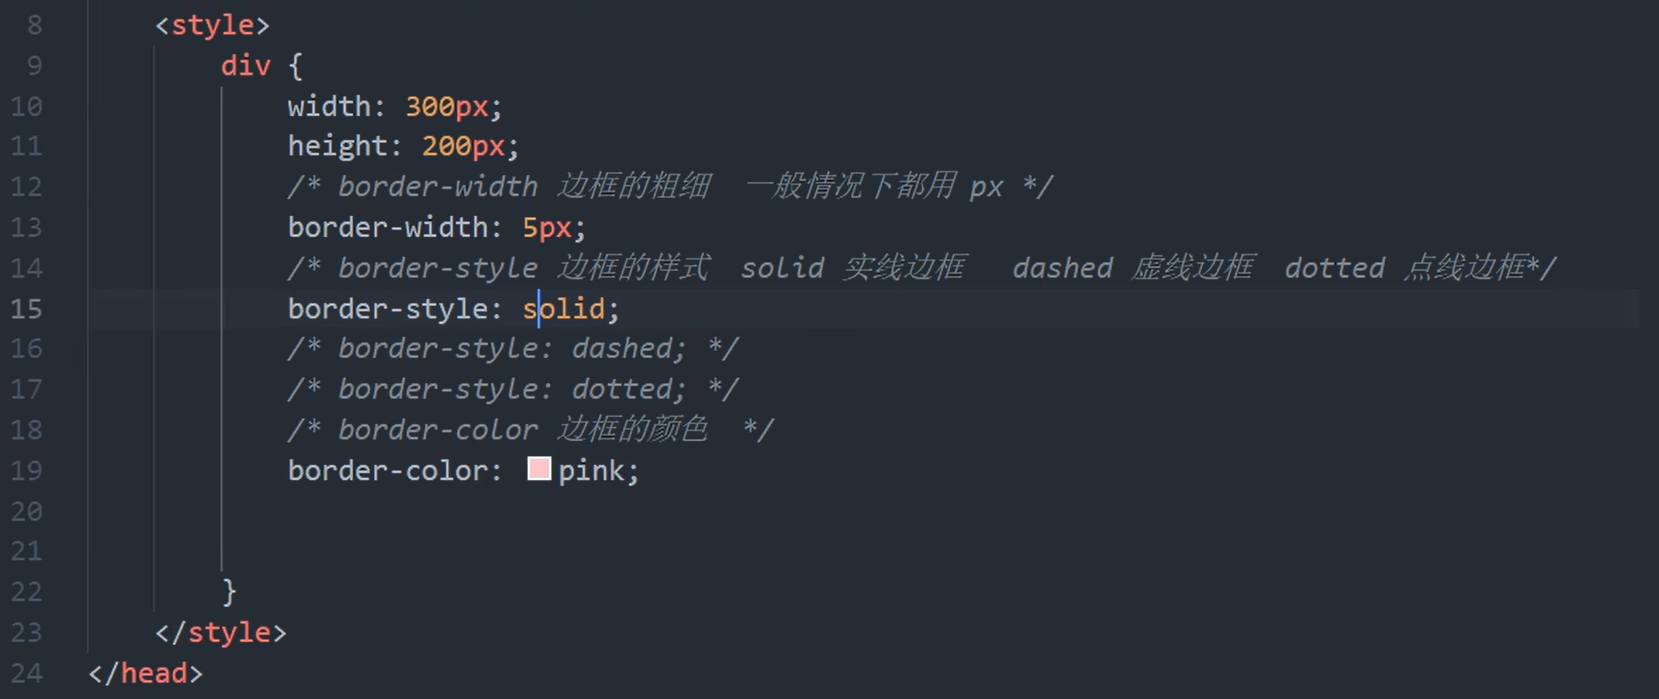 8 <style>
9 div {
10 width: 300px;
11 height: 200px;
12 /* border-width 边框的粗细  一般情况下都用 px */
13 border-width: 5px;
14 /* border-style 边框的样式  solid 实线边框   dashed 虚线边框  dotted 点线边框*/
15 border-style: solid;
16 /* border-style: dashed; */
17 /* border-style: dotted; */
18 /* border-color 边框的颜色  */
19 border-color: pink;
20
21
22 }
23 </style>
24 </head>